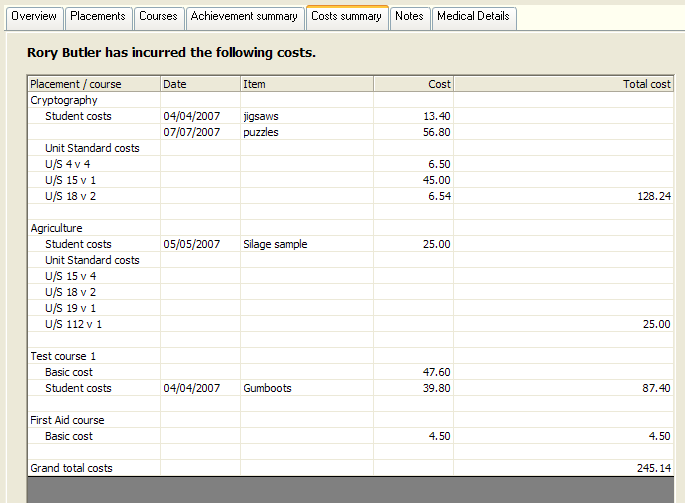 Overview Placements Courses Achievement summary Costs summary Notes Medical Details
Rory Butler has incurred the following costs.
Placement / course Date Item Cost Total cost
Cryptography
Student costs 04/04/2007 jigsaws 13.40
07/07/2007 puzzles 56.80
Unit Standard costs
U/S 4 v 4 6.50
U/S 15 v 1 45.00
U/S 18 v 2 6.54 128.24
Agriculture
Student costs 05/05/2007 Silage sample 25.00
Unit Standard costs
U/S 15 v 4
U/S 18 v 2
U/S 19 v 1
U/S 112 v 1 25.00
Test course 1
Basic cost 47.60
Student costs 04/04/2007 Gumboots 39.80 87.40
First Aid course
Basic cost 4.50 4.50
Grand total costs 245.14